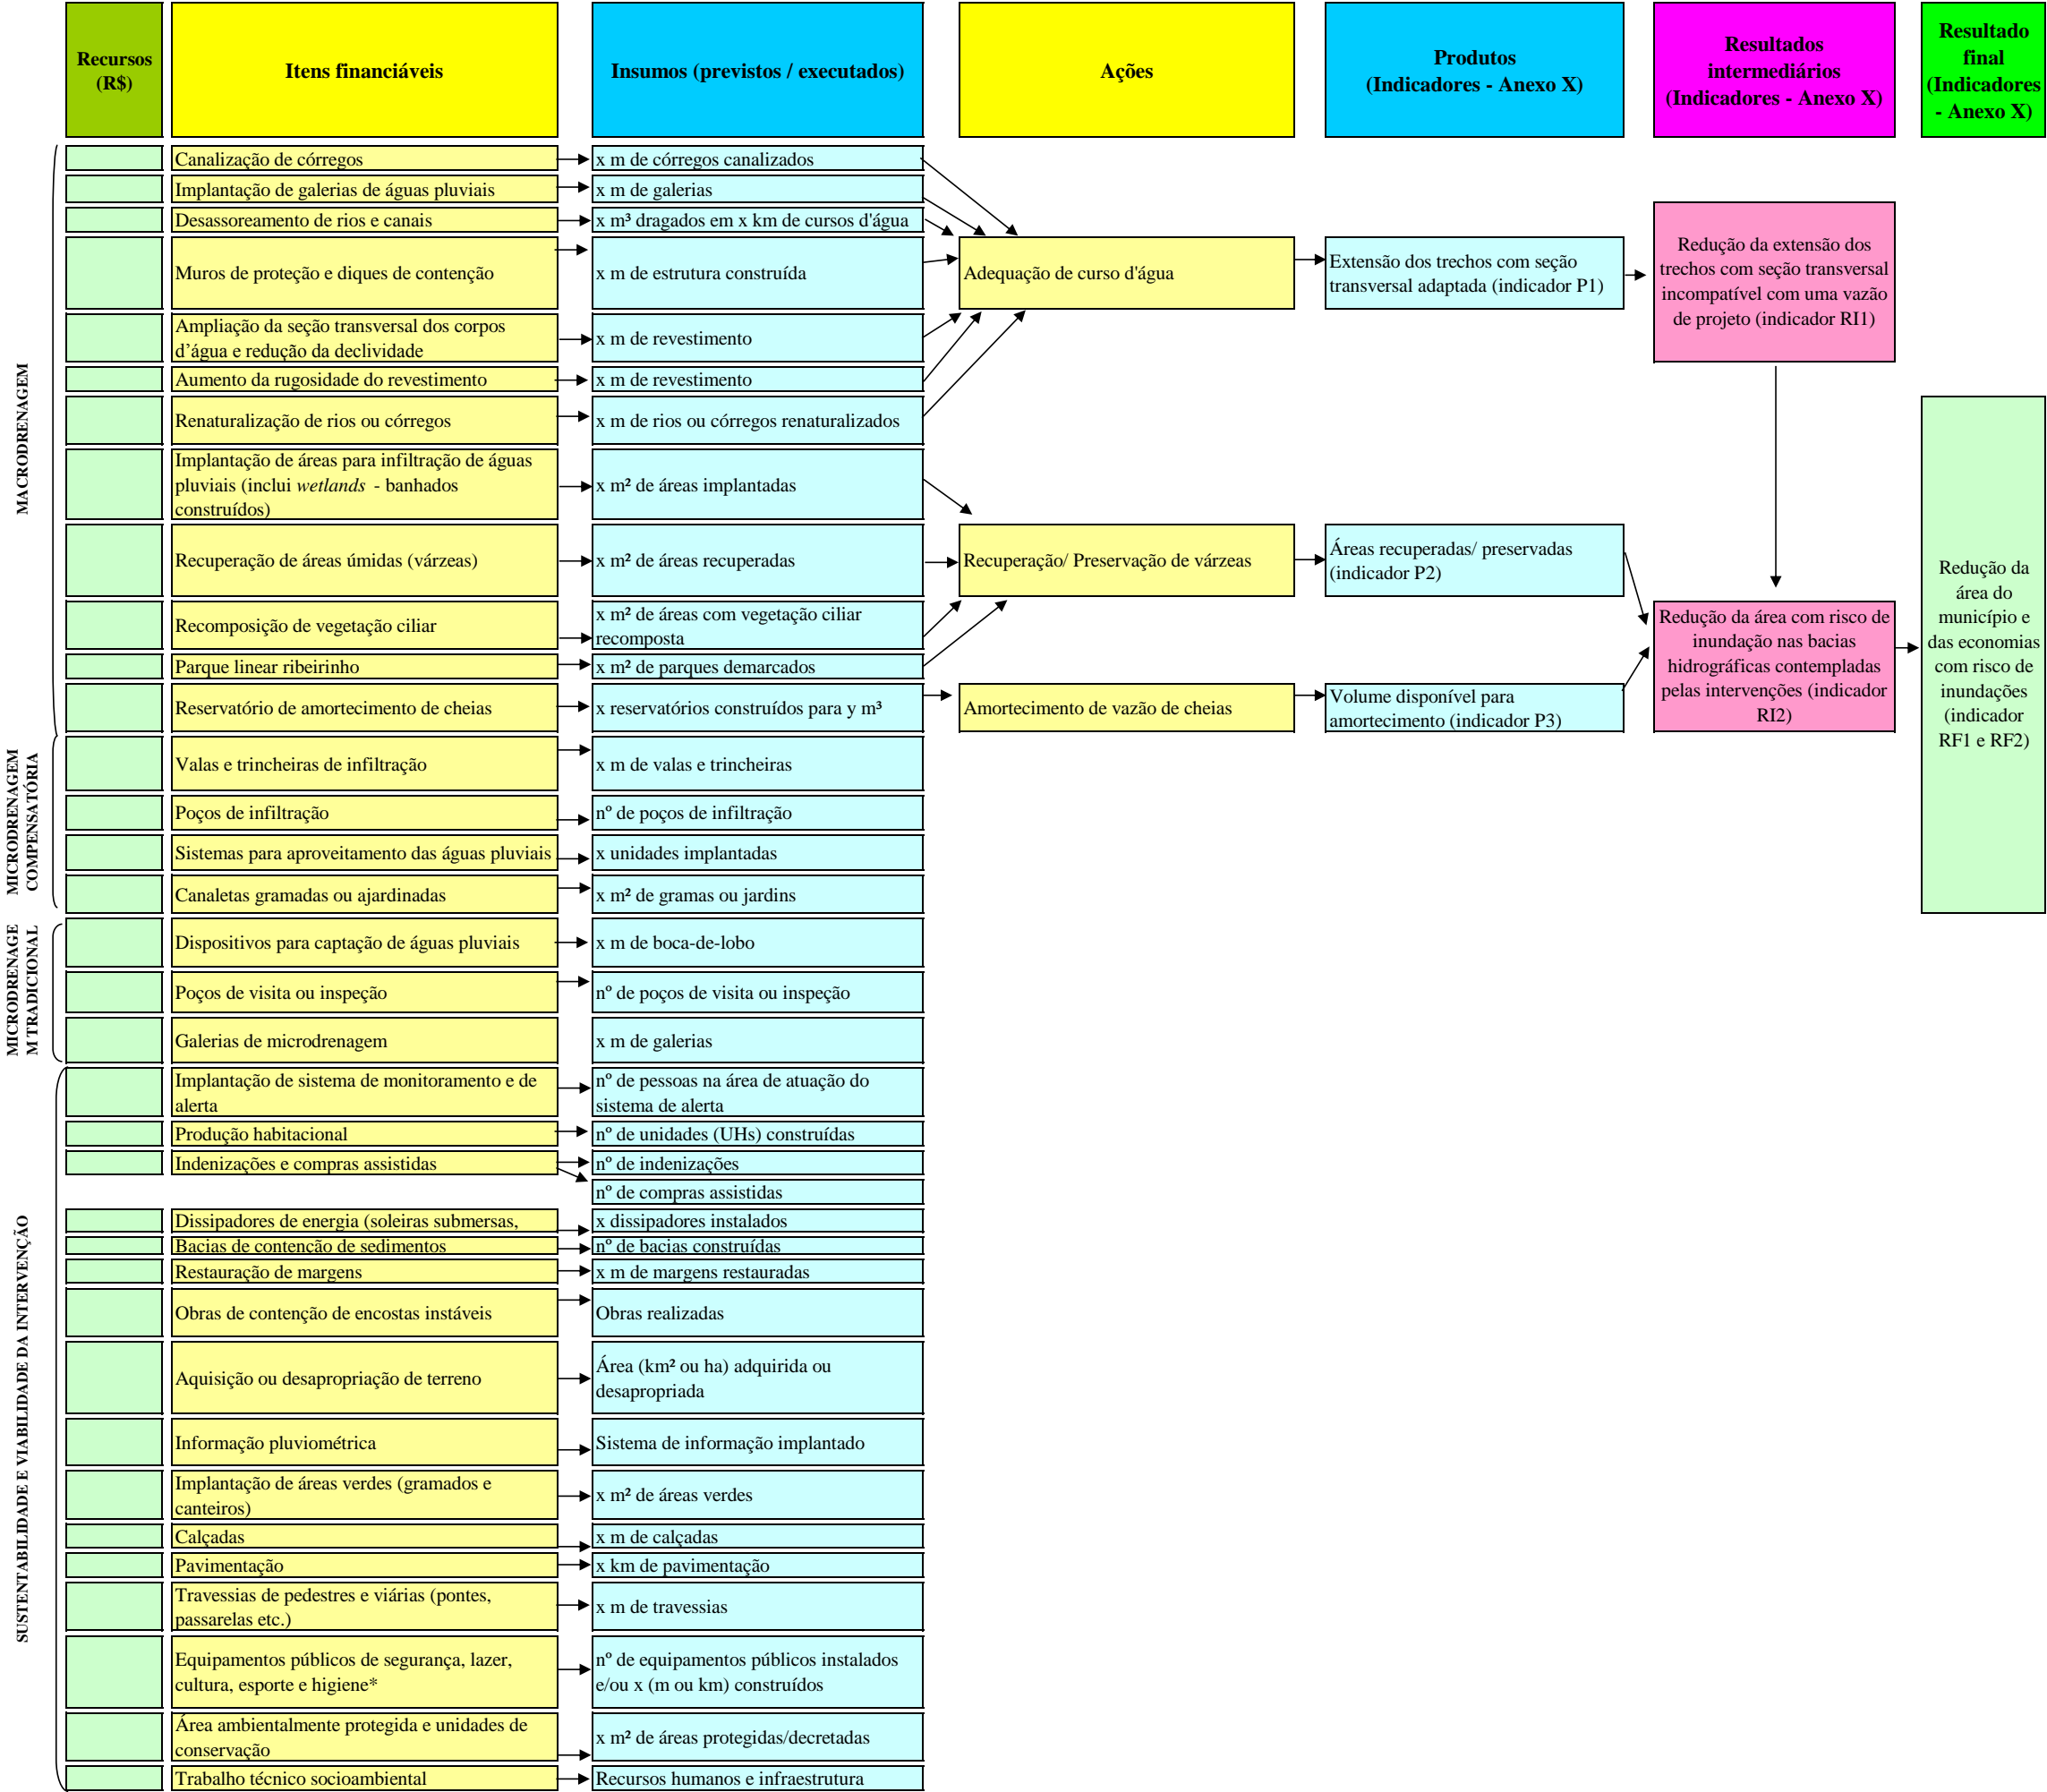 Recursos
(R$)
Itens financiáveis
Insumos (previstos / executados)
Ações
Produtos
(Indicadores - Anexo X)
Resultados
intermediários
(Indicadores - Anexo X)
Resultado
final
(Indicadores
- Anexo X)
MACRODRENAGEM
Canalização de córregos
x m de córregos canalizados
Implantação de galerias de águas pluviais
x m de galerias
Desassoreamento de rios e canais
x m³ dragados em x km de cursos d'água
Muros de proteção e diques de contenção
x m de estrutura construída
Adequação de curso d'água
Extensão dos trechos com seção
transversal adaptada (indicador P1)
Redução da extensão dos
trechos com seção transversal
incompatível com uma vazão
de projeto (indicador RI1)
Ampliação da seção transversal dos corpos
d’água e redução da declividade
x m de revestimento
Aumento da rugosidade do revestimento
x m de revestimento
Renaturalização de rios ou córregos
x m de rios ou córregos renaturalizados
Implantação de áreas para infiltração de águas
pluviais (inclui wetlands - banhados
construídos)
x m² de áreas implantadas
Recuperação de áreas úmidas (várzeas)
x m² de áreas recuperadas
Recuperação/ Preservação de várzeas
Áreas recuperadas/ preservadas
(indicador P2)
Recomposição de vegetação ciliar
x m² de áreas com vegetação ciliar
recomposta
Parque linear ribeirinho
x m² de parques demarcados
Reservatório de amortecimento de cheias
x reservatórios construídos para y m³
Amortecimento de vazão de cheias
Volume disponível para
amortecimento (indicador P3)
Redução da área com risco de
inundação nas bacias
hidrográficas contempladas
pelas intervenções (indicador
RI2)
Redução da
área do
município e
das economias
com risco de
inundações
(indicador
RF1 e RF2)
MICRODRENAGEM
COMPENSATÓRIA
Valas e trincheiras de infiltração
x m de valas e trincheiras
Poços de infiltração
nº de poços de infiltração
Sistemas para aproveitamento das águas pluviais
x unidades implantadas
Canaletas gramadas ou ajardinadas
x m² de gramas ou jardins
MICRODRENAGE
M TRADICIONAL
Dispositivos para captação de águas pluviais
x m de boca-de-lobo
Poços de visita ou inspeção
nº de poços de visita ou inspeção
Galerias de microdrenagem
x m de galerias
SUSTENTABILIDADE E VIABILIDADE DA INTERVENÇÃO
Implantação de sistema de monitoramento e de
alerta
nº de pessoas na área de atuação do
sistema de alerta
Produção habitacional
nº de unidades (UHs) construídas
Indenizações e compras assistidas
nº de indenizações
nº de compras assistidas
Dissipadores de energia (soleiras submersas,
x dissipadores instalados
Bacias de contenção de sedimentos
nº de bacias construídas
Restauração de margens
x m de margens restauradas
Obras de contenção de encostas instáveis
Obras realizadas
Aquisição ou desapropriação de terreno
Área (km² ou ha) adquirida ou
desapropriada
Informação pluviométrica
Sistema de informação implantado
Implantação de áreas verdes (gramados e
canteiros)
x m² de áreas verdes
Calçadas
x m de calçadas
Pavimentação
x km de pavimentação
Travessias de pedestres e viárias (pontes,
passarelas etc.)
x m de travessias
Equipamentos públicos de segurança, lazer,
cultura, esporte e higiene*
nº de equipamentos públicos instalados
e/ou x (m ou km) construídos
Área ambientalmente protegida e unidades de
conservação
x m² de áreas protegidas/decretadas
Trabalho técnico socioambiental
Recursos humanos e infraestrutura